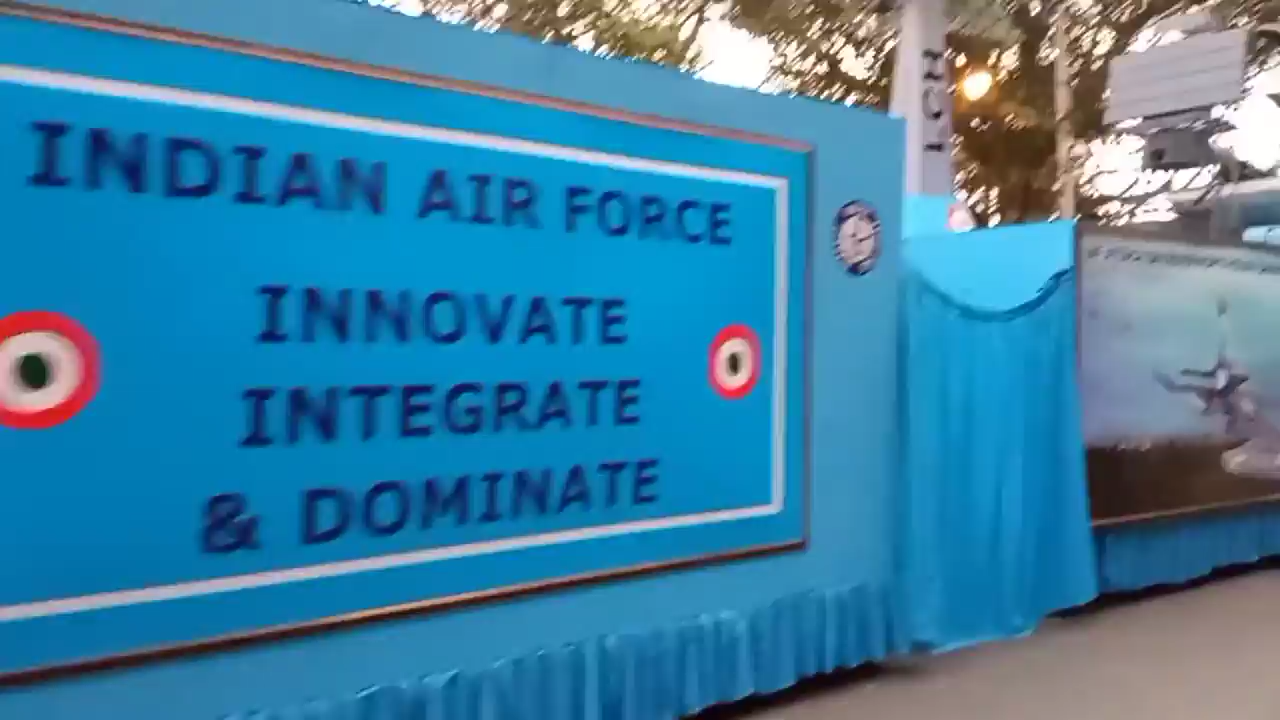 INDIAN AIR FORCE
INNOVATE
INTEGRATE
& DOMINATE